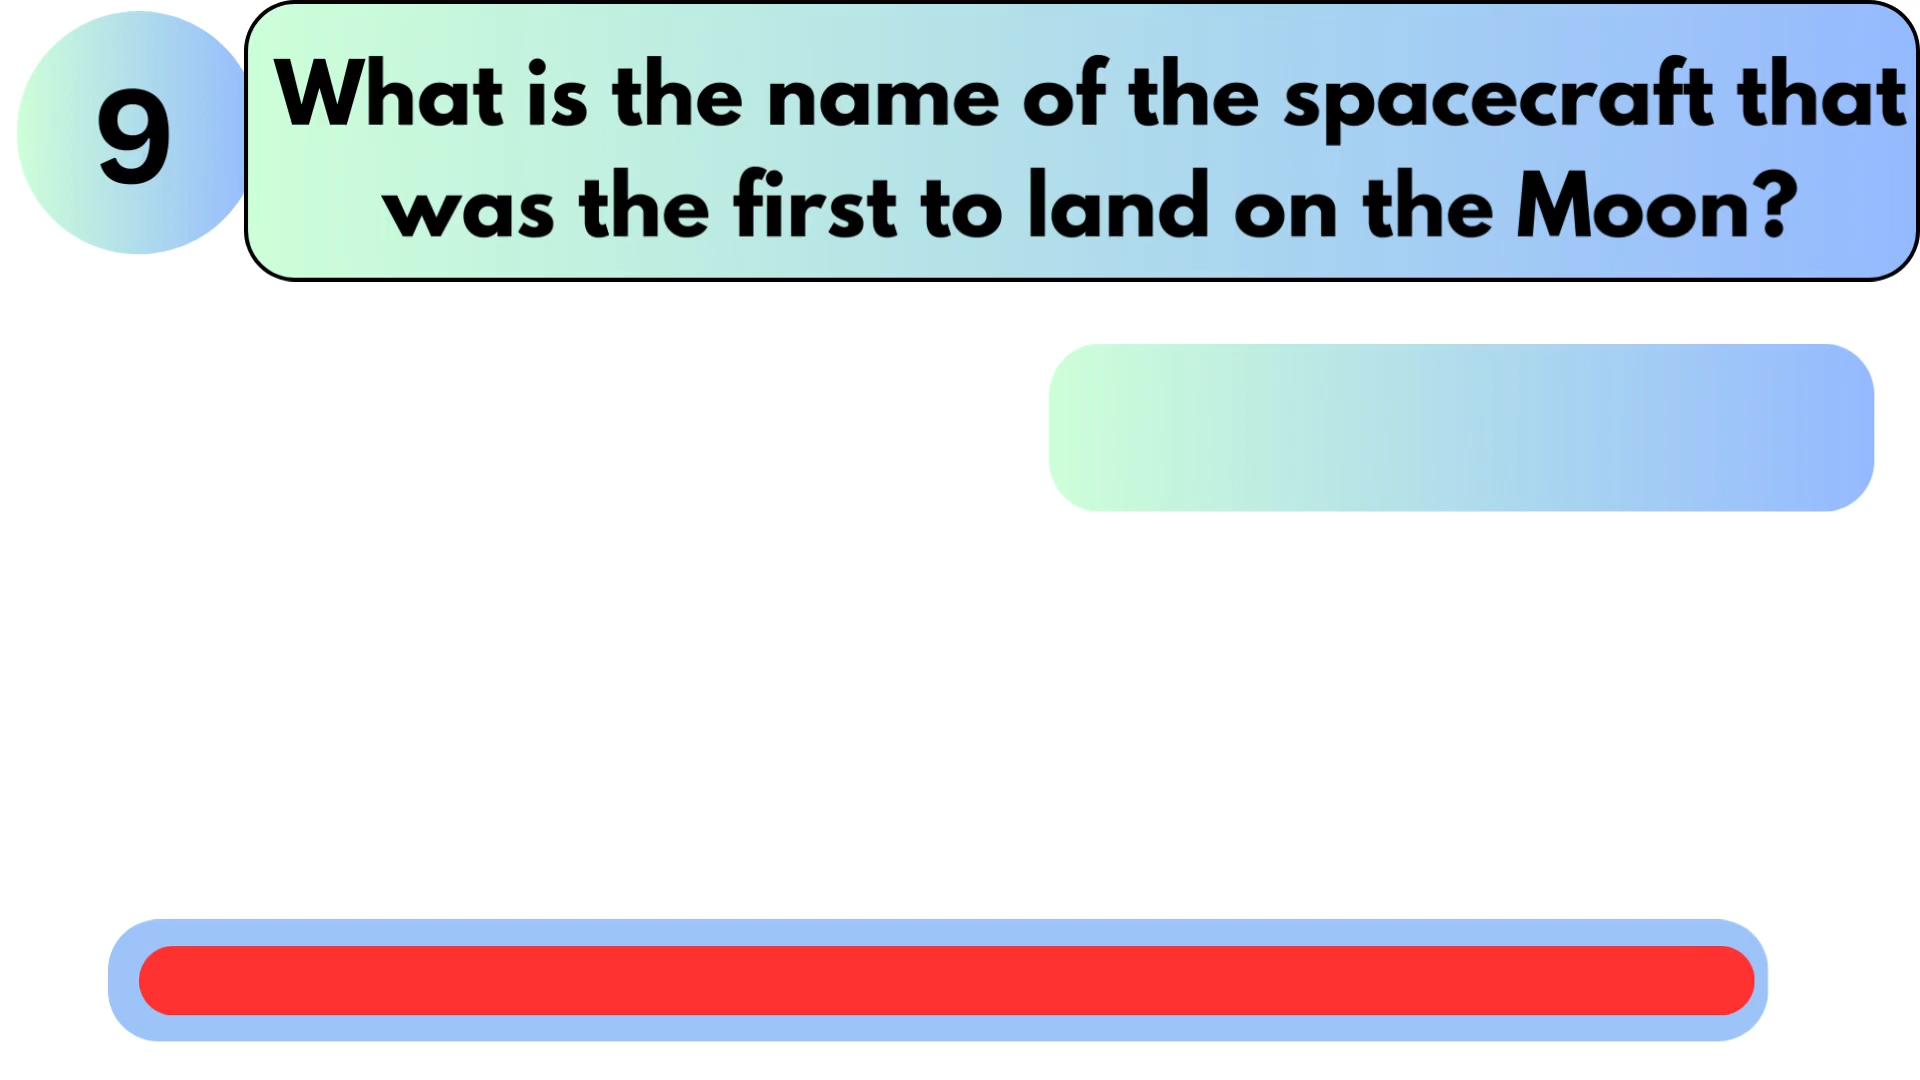 9
What is the name of the spacecraft that
was the first to land on the Moon?